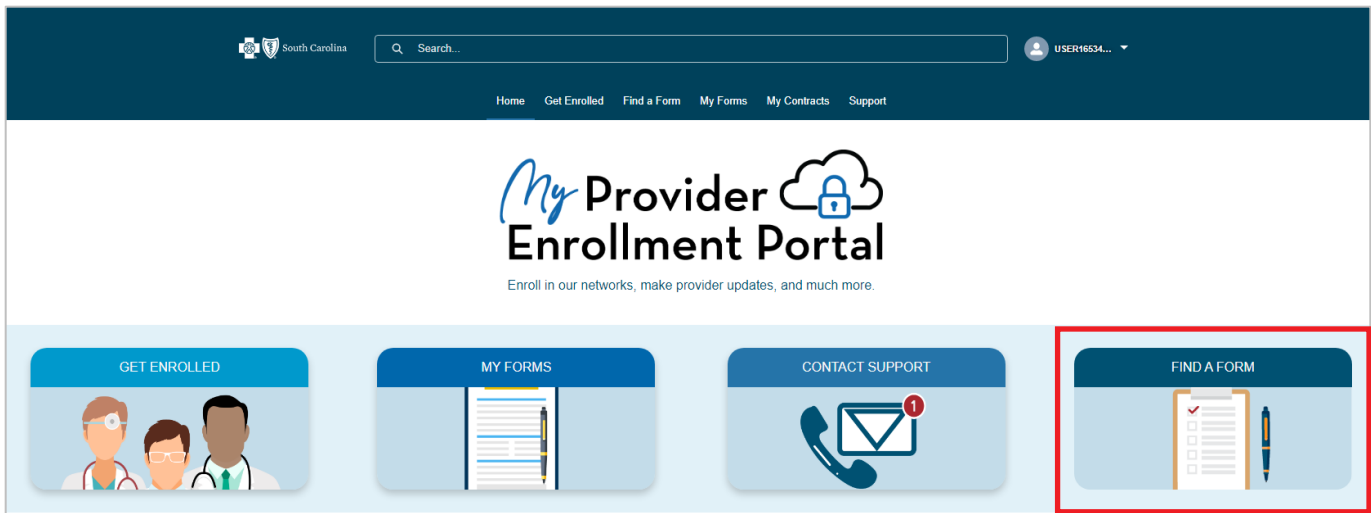 South Carolina
Search...
USER16534...
Home Get Enrolled Find a Form My Forms My Contracts Support
My Provider
Enrollment Portal
Enroll in our networks, make provider updates, and much more.
GET ENROLLED
MY FORMS
CONTACT SUPPORT
FIND A FORM
1